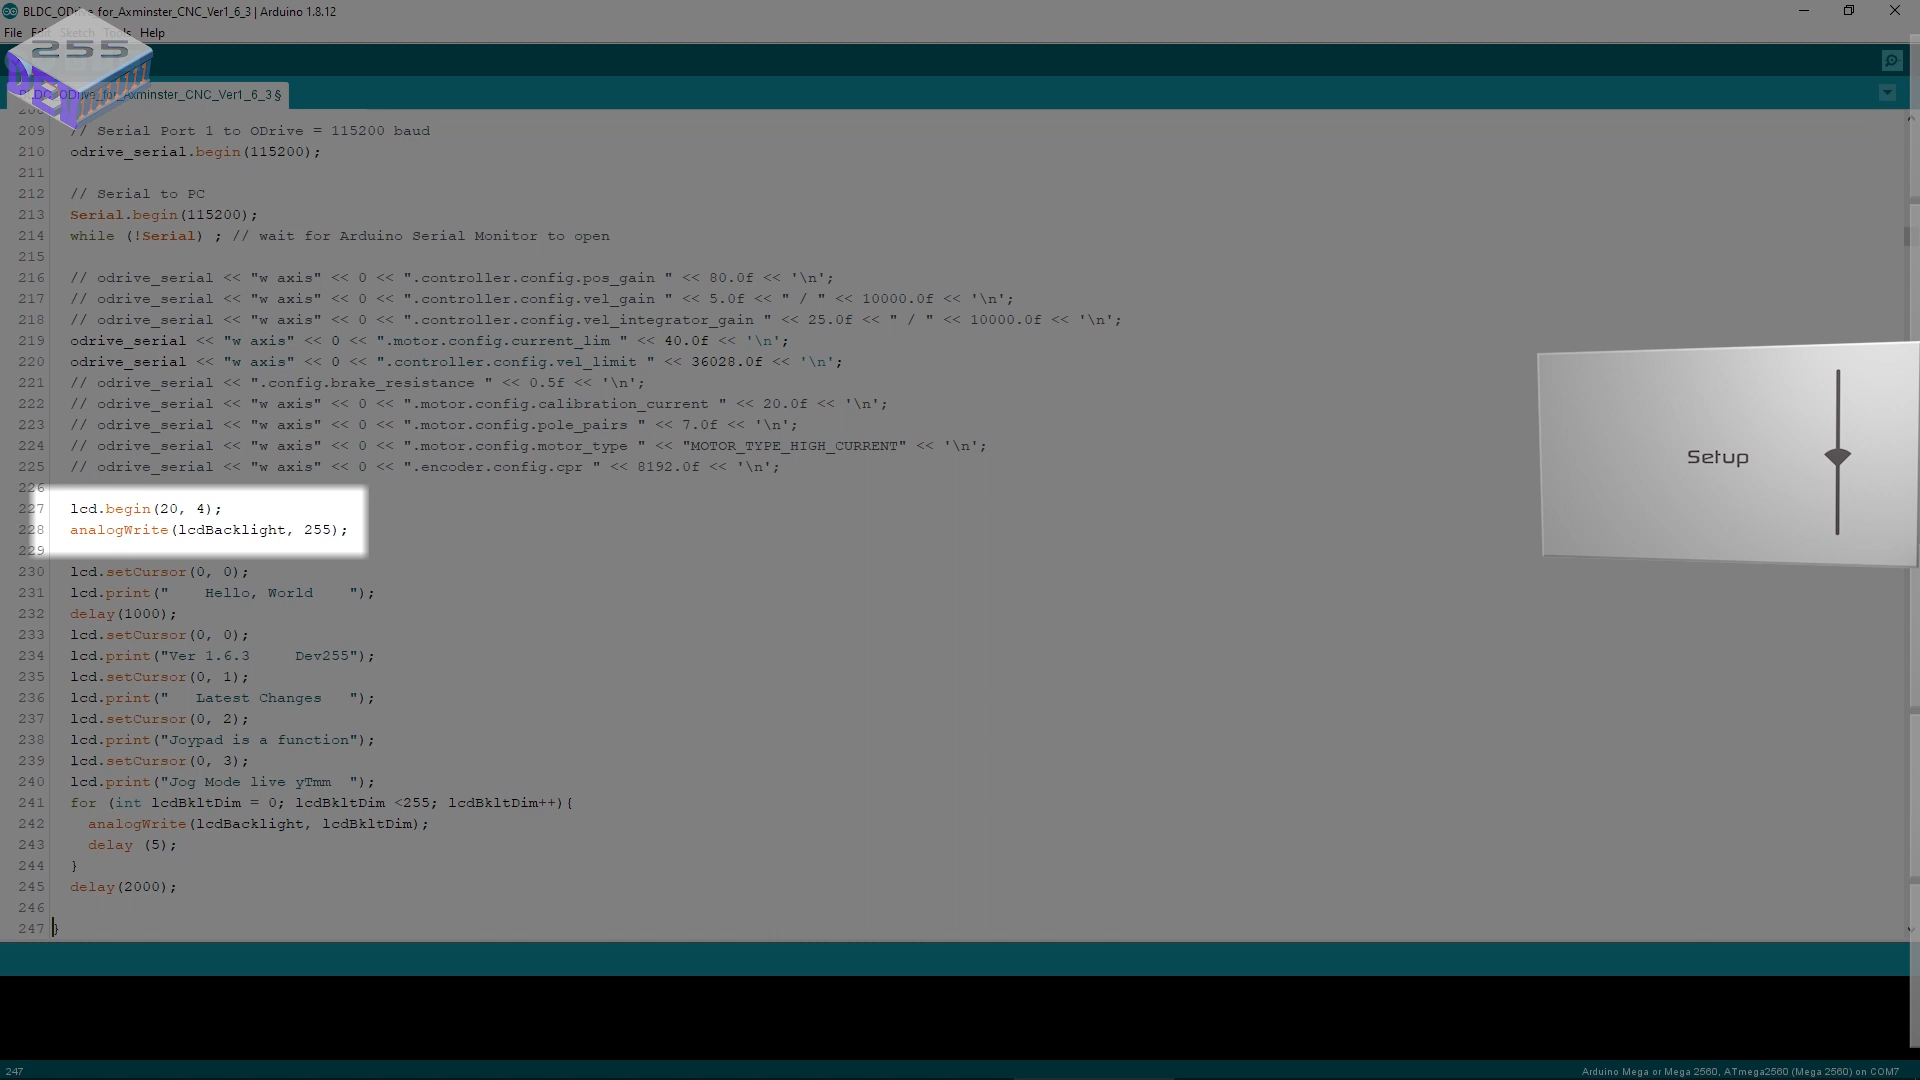 BLDC_ODrive_for_Axminster_CNC_Ver1_6_3 | Arduino 1.8.12
File Edit Sketch Tools Help
255
DEV
BLDC_ODrive_for_Axminster_CNC_Ver1_6_3 §
208
209 // Serial Port 1 to ODrive = 115200 baud
210 odrive_serial.begin(115200);
211
212 // Serial to PC
213 Serial.begin(115200);
214 while (!Serial) ; // wait for Arduino Serial Monitor to open
215
216 // odrive_serial << "w axis" << 0 << ".controller.config.pos_gain " << 80.0f << '\n';
217 // odrive_serial << "w axis" << 0 << ".controller.config.vel_gain " << 5.0f << " / " << 10000.0f << '\n';
218 // odrive_serial << "w axis" << 0 << ".controller.config.vel_integrator_gain " << 25.0f << " / " << 10000.0f << '\n';
219 odrive_serial << "w axis" << 0 << ".motor.config.current_lim " << 40.0f << '\n';
220 odrive_serial << "w axis" << 0 << ".controller.config.vel_limit " << 36028.0f << '\n';
221 // odrive_serial << ".config.brake_resistance " << 0.5f << '\n';
222 // odrive_serial << "w axis" << 0 << ".motor.config.calibration_current " << 20.0f << '\n';
223 // odrive_serial << "w axis" << 0 << ".motor.config.pole_pairs " << 7.0f << '\n';
224 // odrive_serial << "w axis" << 0 << ".motor.config.motor_type " << "MOTOR_TYPE_HIGH_CURRENT" << '\n';
225 // odrive_serial << "w axis" << 0 << ".encoder.config.cpr " << 8192.0f << '\n';
226
227 lcd.begin(20, 4);
228 analogWrite(lcdBacklight, 255);
229
230 lcd.setCursor(0, 0);
231 lcd.print("    Hello, World    ");
232 delay(1000);
233 lcd.setCursor(0, 0);
234 lcd.print("Ver 1.6.3     Dev255");
235 lcd.setCursor(0, 1);
236 lcd.print("   Latest Changes   ");
237 lcd.setCursor(0, 2);
238 lcd.print("Joypad is a function");
239 lcd.setCursor(0, 3);
240 lcd.print("Jog Mode live yTmm  ");
241 for (int lcdBkltDim = 0; lcdBkltDim <255; lcdBkltDim++){
242 analogWrite(lcdBacklight, lcdBkltDim);
243 delay (5);
244 }
245 delay(2000);
246
247 }
Setup
247
Arduino Mega or Mega 2560, ATmega2560 (Mega 2560) on COM7